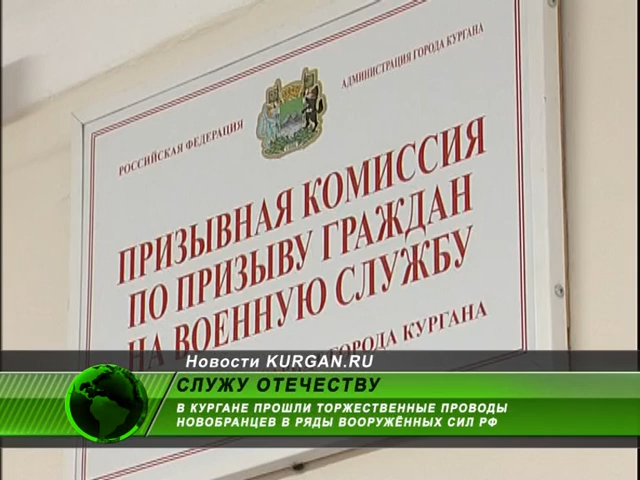 РОССИЙСКАЯ ФЕДЕРАЦИЯ
АДМИНИСТРАЦИЯ ГОРОДА КУРГАНА
ПРИЗЫВНАЯ КОМИССИЯ
ПО ПРИЗЫВУ ГРАЖДАН
НА ВОЕННУЮ СЛУЖБУ
ГОРОДА КУРГАНА
Новости KURGAN.RU
СЛУЖУ ОТЕЧЕСТВУ
В КУРГАНЕ ПРОШЛИ ТОРЖЕСТВЕННЫЕ ПРОВОДЫ
НОВОБРАНЦЕВ В РЯДЫ ВООРУЖЁННЫХ СИЛ РФ